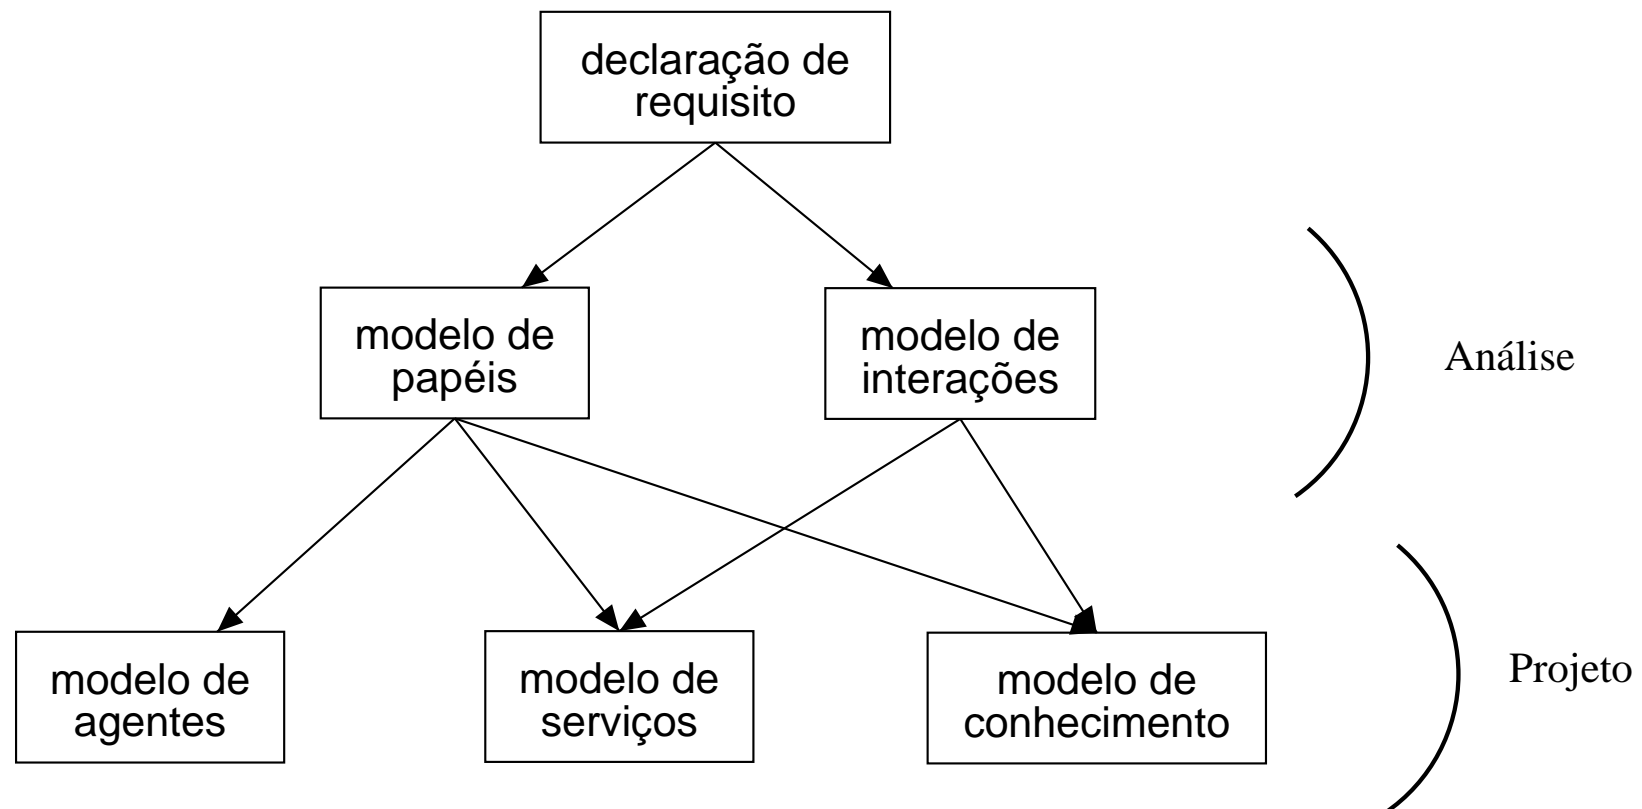 declaração de
requisito
modelo de
papéis
modelo de
interações
Análise
modelo de
agentes
modelo de
serviços
modelo de
conhecimento
Projeto